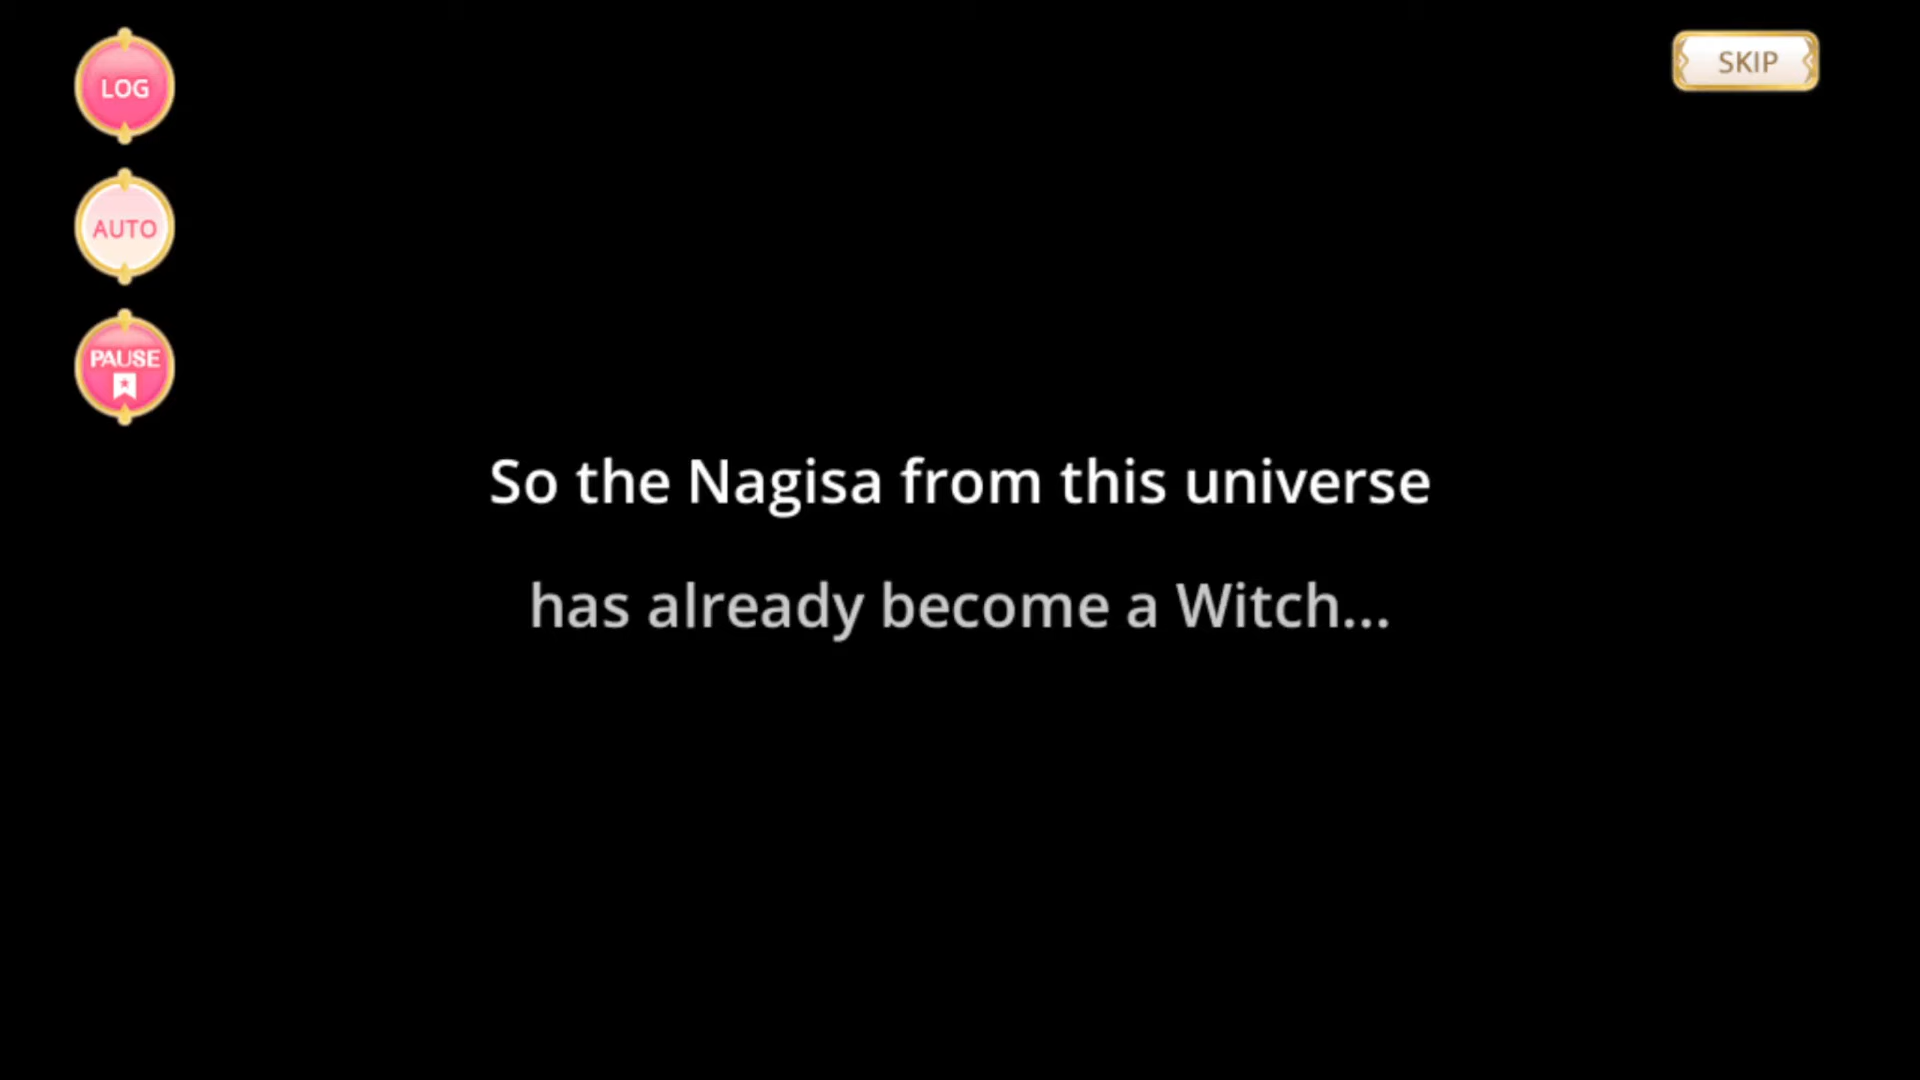 LOG
SKIP
AUTO
PAUSE
So the Nagisa from this universe
has already become a Witch...